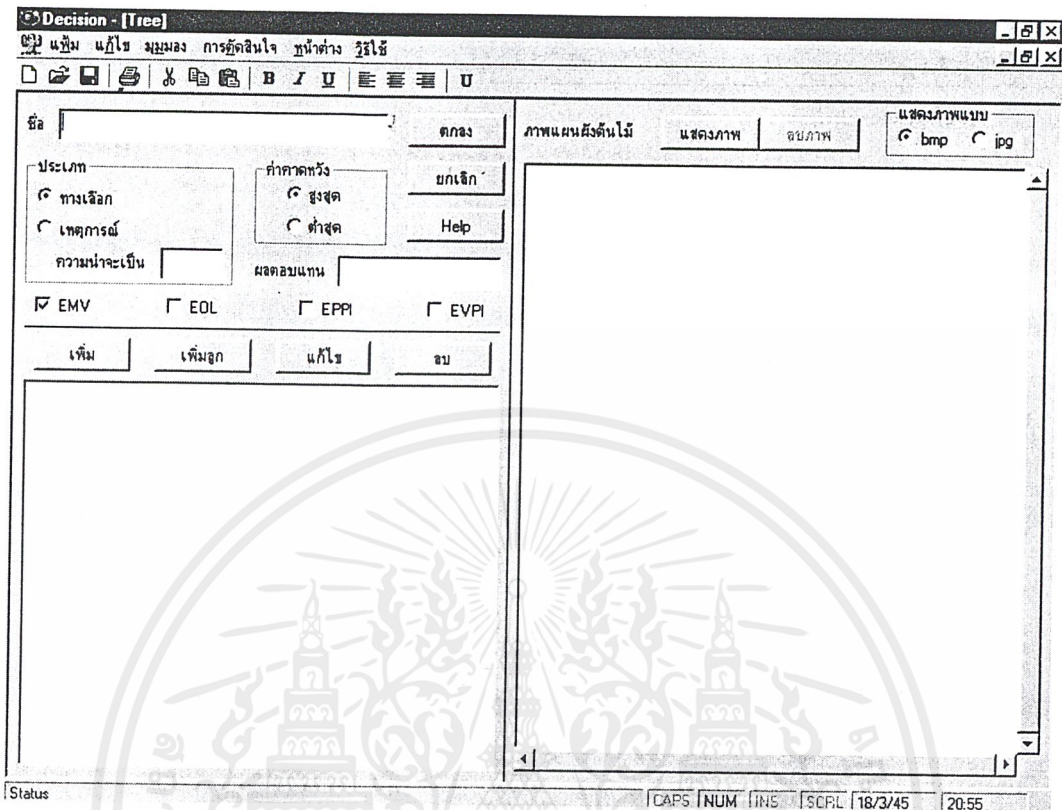 Decision - [Tree]
แฟ้ม แก้ไข มุมมอง การตัดสินใจ หน้าต่าง วิธีใช้
B I U U
ชื่อ
ตกลง
ประเภท
ทางเลือก
เหตุการณ์
ความน่าจะเป็น
ค่าคาดหวัง
สูงสุด
ต่ำสุด
ยกเลิก
Help
ผลตอบแทน
EMV EOL EPPI EVPI
เพิ่ม เพิ่มลูก แก้ไข ลบ
ภาพแผนผังต้นไม้ แสดงภาพ ลบภาพ
แสดงภาพแบบ
bmp jpg
Status CAPS NUM INS SCRL 18/3/45 20:55